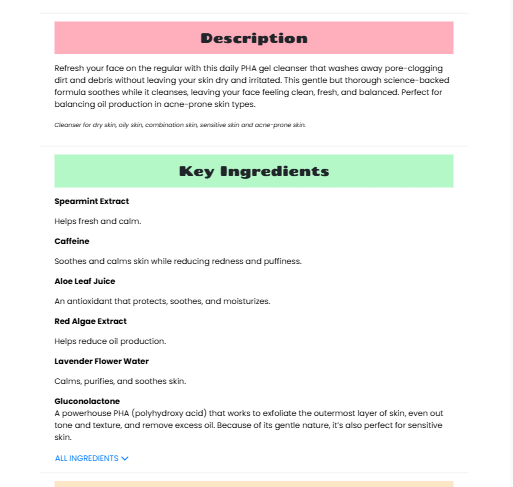 Description
Refresh your face on the regular with this daily PHA gel cleanser that washes away pore-clogging
dirt and debris without leaving your skin dry and irritated. This gentle but thorough science-backed
formula soothes while it cleanses, leaving your face feeling clean, fresh, and balanced. Perfect for
balancing oil production in acne-prone skin types.
Cleanser for dry skin, oily skin, combination skin, sensitive skin and acne-prone skin.
Key Ingredients
Spearmint Extract
Helps fresh and calm.
Caffeine
Soothes and calms skin while reducing redness and puffiness.
Aloe Leaf Juice
An antioxidant that protects, soothes, and moisturizes.
Red Algae Extract
Helps reduce oil production.
Lavender Flower Water
Calms, purifies, and soothes skin.
Gluconolactone
A powerhouse PHA (polyhydroxy acid) that works to exfoliate the outermost layer of skin, even out
tone and texture, and remove excess oil. Because of its gentle nature, it's also perfect for sensitive
skin.
ALL INGREDIENTS